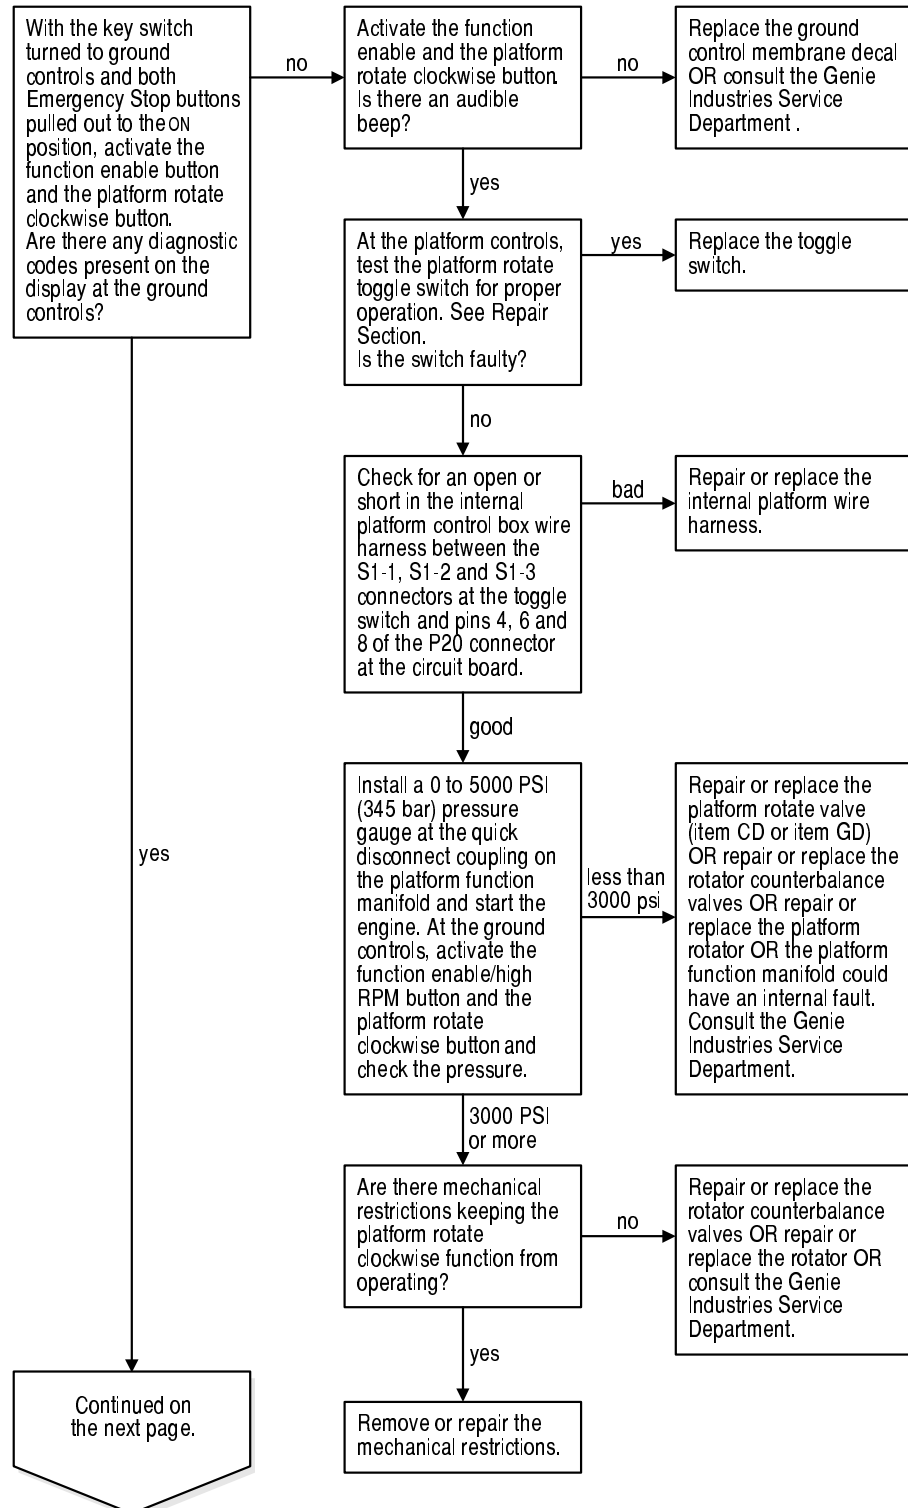 With the key switch
turned to ground
controls and both
Emergency Stop buttons
pulled out to the ON
position, activate the
function enable button
and the platform rotate
clockwise button.
Are there any diagnostic
codes present on the
display at the ground
controls?
no
Activate the function
enable and the platform
rotate clockwise button.
Is there an audible
beep?
no
Replace the ground
control membrane decal
OR consult the Genie
Industries Service
Department .
yes
At the platform controls,
test the platform rotate
toggle switch for proper
operation. See Repair
Section.
Is the switch faulty?
yes
Replace the toggle
switch.
no
Check for an open or
short in the internal
platform control box wire
harness between the
S1-1, S1-2 and S1-3
connectors at the toggle
switch and pins 4, 6 and
8 of the P20 connector
at the circuit board.
bad
Repair or replace the
internal platform wire
harness.
good
Install a 0 to 5000 PSI
(345 bar) pressure
gauge at the quick
disconnect coupling on
the platform function
manifold and start the
engine. At the ground
controls, activate the
function enable/high
RPM button and the
platform rotate
clockwise button and
check the pressure.
less than
3000 psi
Repair or replace the
platform rotate valve
(item CD or item GD)
OR repair or replace the
rotator counterbalance
valves OR repair or
replace the platform
rotator OR the platform
function manifold could
have an internal fault.
Consult the Genie
Industries Service
Department.
yes
3000 PSI
or more
Are there mechanical
restrictions keeping the
platform rotate
clockwise function from
operating?
no
Repair or replace the
rotator counterbalance
valves OR repair or
replace the rotator OR
consult the Genie
Industries Service
Department.
yes
Remove or repair the
mechanical restrictions.
Continued on
the next page.